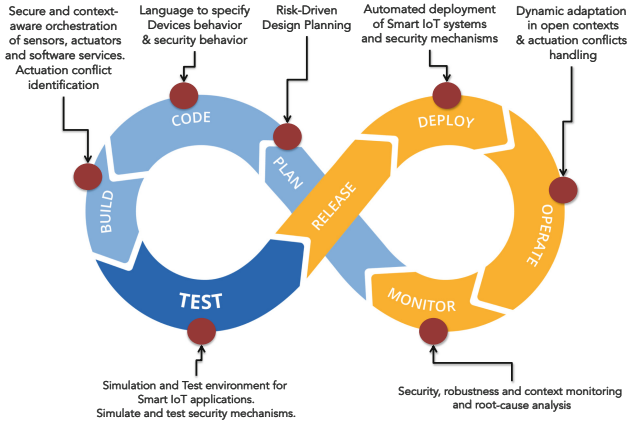 Secure and context-
aware orchestration
of sensors, actuators
and software services.
Actuation conflict
identification
Language to specify
Devices behavior
& security behavior
Risk-Driven
Design Planning
Automated deployment
of Smart IoT systems
and security mechanisms
Dynamic adaptation
in open contexts
& actuation conflicts
handling
CODE
PLAN
BUILD
TEST
RELEASE
DEPLOY
OPERATE
MONITOR
Simulation and Test environment for
Smart IoT applications.
Simulate and test security mechanisms.
Security, robustness and context monitoring
and root-cause analysis